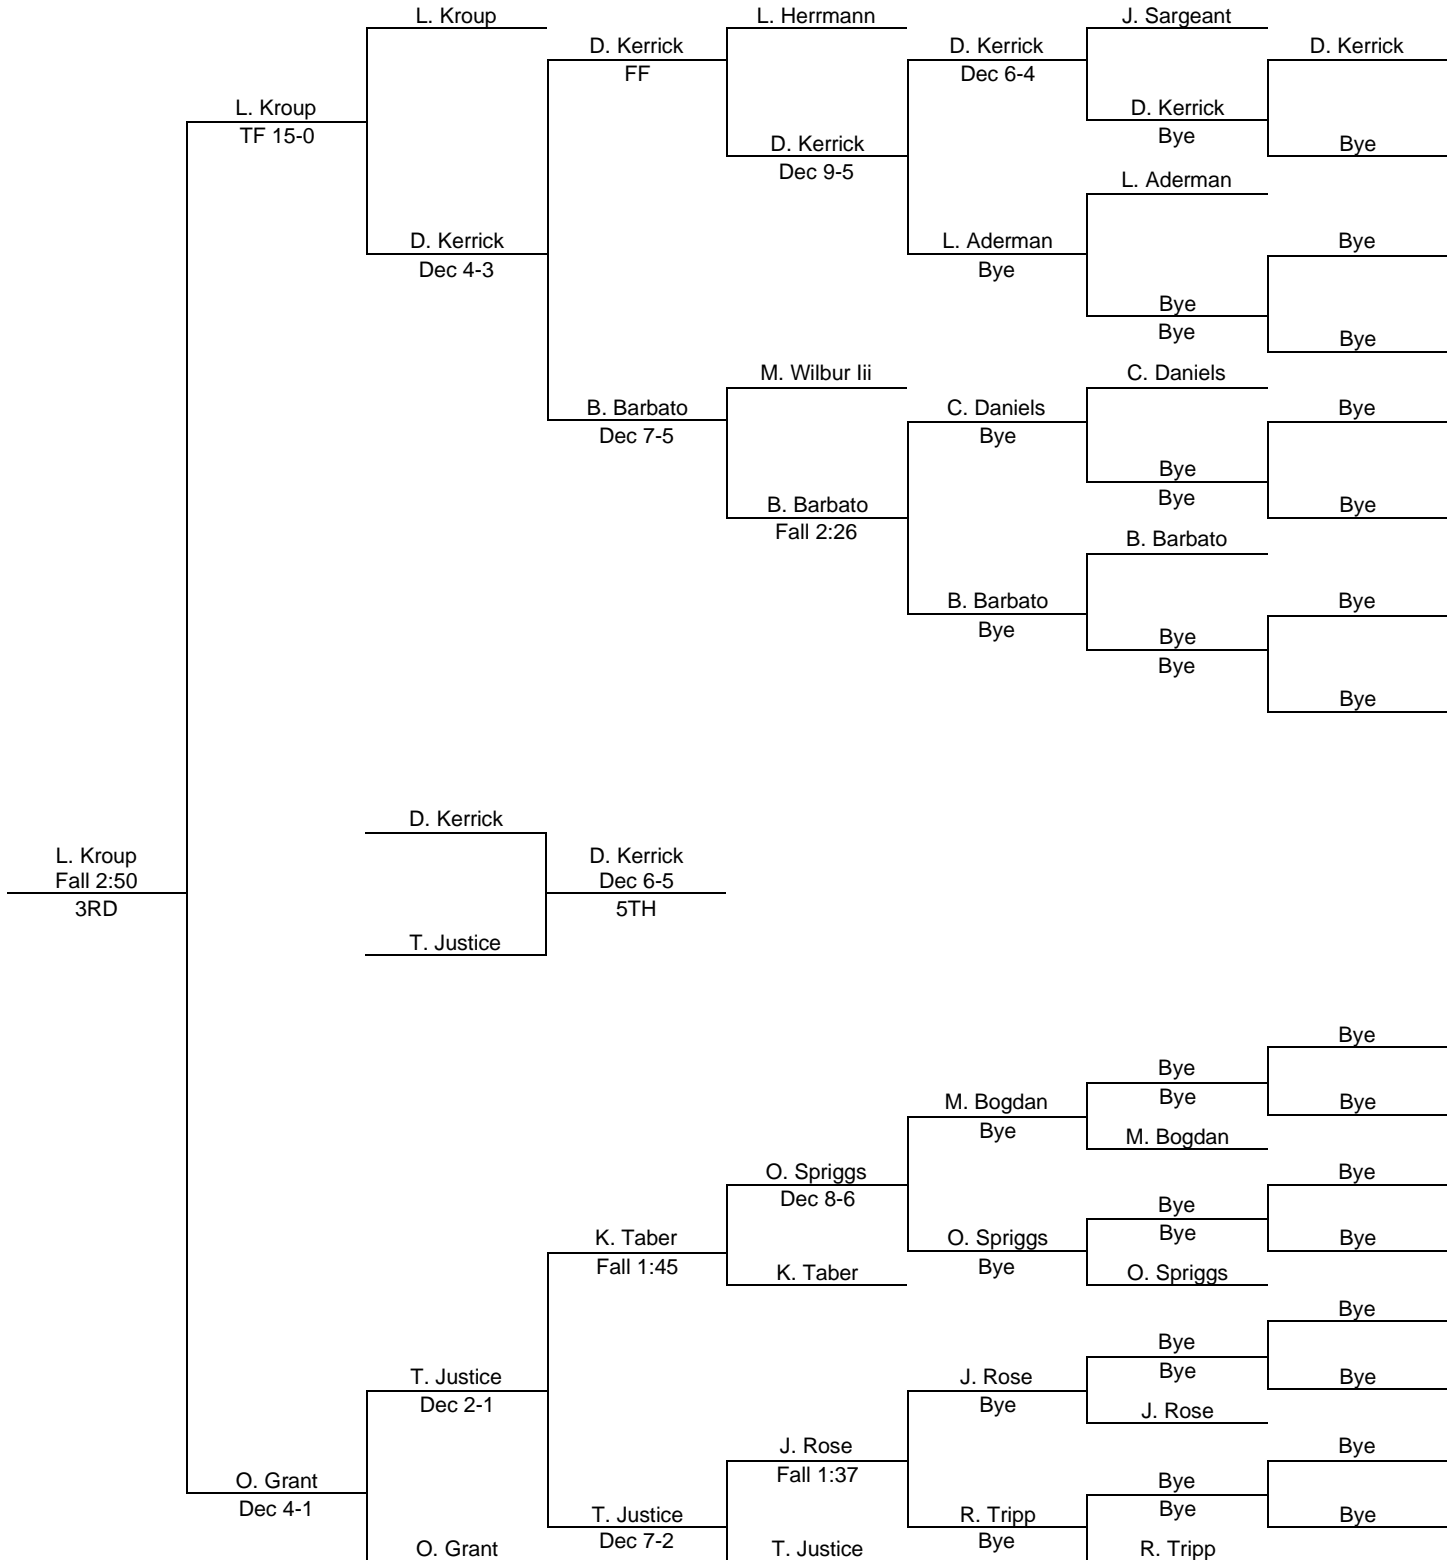 L. Kroup
L. Herrmann
J. Sargeant
D. Kerrick
FF
D. Kerrick
Dec 6-4
D. Kerrick
L. Kroup
TF 15-0
D. Kerrick
Bye
D. Kerrick
Dec 9-5
Bye
L. Aderman
D. Kerrick
Dec 4-3
L. Aderman
Bye
Bye
Bye
Bye
Bye
M. Wilbur Iii
C. Daniels
B. Barbato
Dec 7-5
C. Daniels
Bye
Bye
Bye
Bye
B. Barbato
Fall 2:26
Bye
B. Barbato
B. Barbato
Bye
Bye
Bye
Bye
Bye
D. Kerrick
L. Kroup
Fall 2:50
3RD
D. Kerrick
Dec 6-5
5TH
T. Justice
Bye
Bye
Bye
M. Bogdan
Bye
Bye
M. Bogdan
O. Spriggs
Dec 8-6
Bye
Bye
Bye
K. Taber
Fall 1:45
O. Spriggs
Bye
Bye
K. Taber
O. Spriggs
Bye
Bye
Bye
T. Justice
Dec 2-1
J. Rose
Bye
Bye
J. Rose
J. Rose
Fall 1:37
Bye
O. Grant
Dec 4-1
Bye
Bye
T. Justice
Dec 7-2
R. Tripp
Bye
Bye
O. Grant
T. Justice
R. Tripp